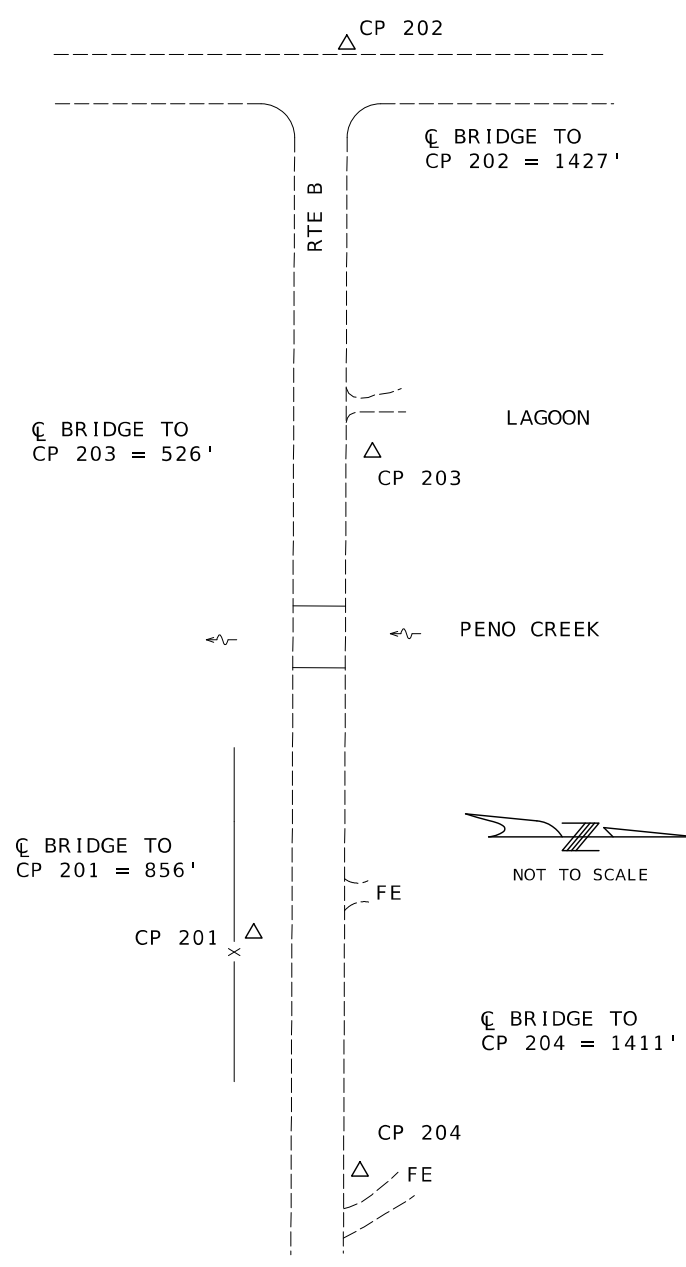 CP 202
℄ BRIDGE TO
CP 202 = 1427'
RTE B
LAGOON
℄ BRIDGE TO
CP 203 = 526'
CP 203
PENO CREEK
℄ BRIDGE TO
CP 201 = 856'
NOT TO SCALE
FE
CP 201
℄ BRIDGE TO
CP 204 = 1411'
CP 204
FE